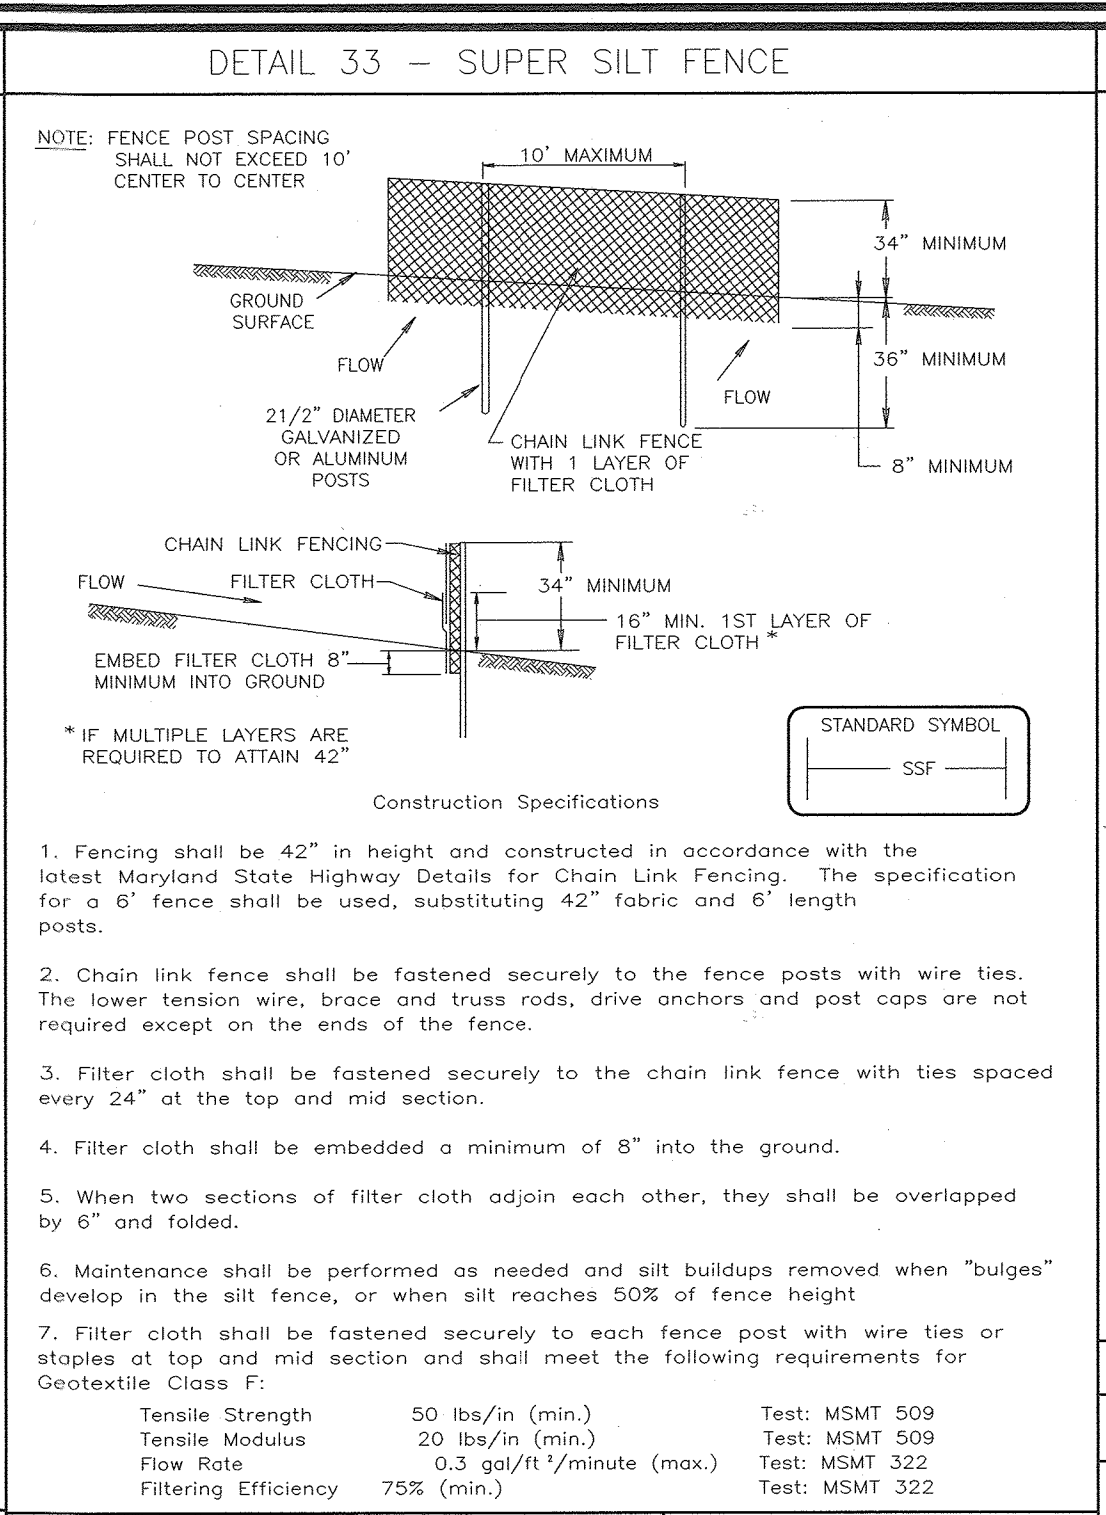 DETAIL 33 – SUPER SILT FENCE
NOTE: FENCE POST SPACING
SHALL NOT EXCEED 10'
CENTER TO CENTER
10' MAXIMUM
34" MINIMUM
GROUND
SURFACE
FLOW
36" MINIMUM
FLOW
21/2" DIAMETER
GALVANIZED
OR ALUMINUM
POSTS
CHAIN LINK FENCE
WITH 1 LAYER OF
FILTER CLOTH
8" MINIMUM
CHAIN LINK FENCING
FLOW
FILTER CLOTH
34" MINIMUM
16" MIN. 1ST LAYER OF
FILTER CLOTH *
EMBED FILTER CLOTH 8"
MINIMUM INTO GROUND
* IF MULTIPLE LAYERS ARE
REQUIRED TO ATTAIN 42"
STANDARD SYMBOL
SSF
Construction Specifications
1. Fencing shall be 42" in height and constructed in accordance with the
latest Maryland State Highway Details for Chain Link Fencing. The specification
for a 6' fence shall be used, substituting 42" fabric and 6' length
posts.
2. Chain link fence shall be fastened securely to the fence posts with wire ties.
The lower tension wire, brace and truss rods, drive anchors and post caps are not
required except on the ends of the fence.
3. Filter cloth shall be fastened securely to the chain link fence with ties spaced
every 24" at the top and mid section.
4. Filter cloth shall be embedded a minimum of 8" into the ground.
5. When two sections of filter cloth adjoin each other, they shall be overlapped
by 6" and folded.
6. Maintenance shall be performed as needed and silt buildups removed when "bulges"
develop in the silt fence, or when silt reaches 50% of fence height
7. Filter cloth shall be fastened securely to each fence post with wire ties or
staples at top and mid section and shall meet the following requirements for
Geotextile Class F:
Tensile Strength 50 lbs/in (min.) Test: MSMT 509
Tensile Modulus 20 lbs/in (min.) Test: MSMT 509
Flow Rate 0.3 gal/ft²/minute (max.) Test: MSMT 322
Filtering Efficiency 75% (min.) Test: MSMT 322